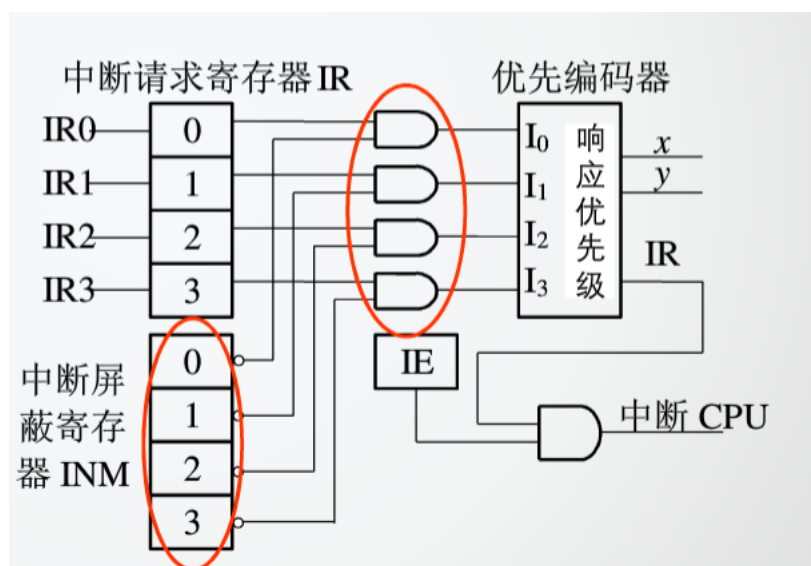 中断请求寄存器 IR
优先编码器
IR0
0
IR1
1
IR2
2
IR3
3
I0
I1
I2
I3
响
应
优
先
级
x
y
IR
中断屏
蔽寄存
器 INM
0
1
2
3
IE
中断 CPU